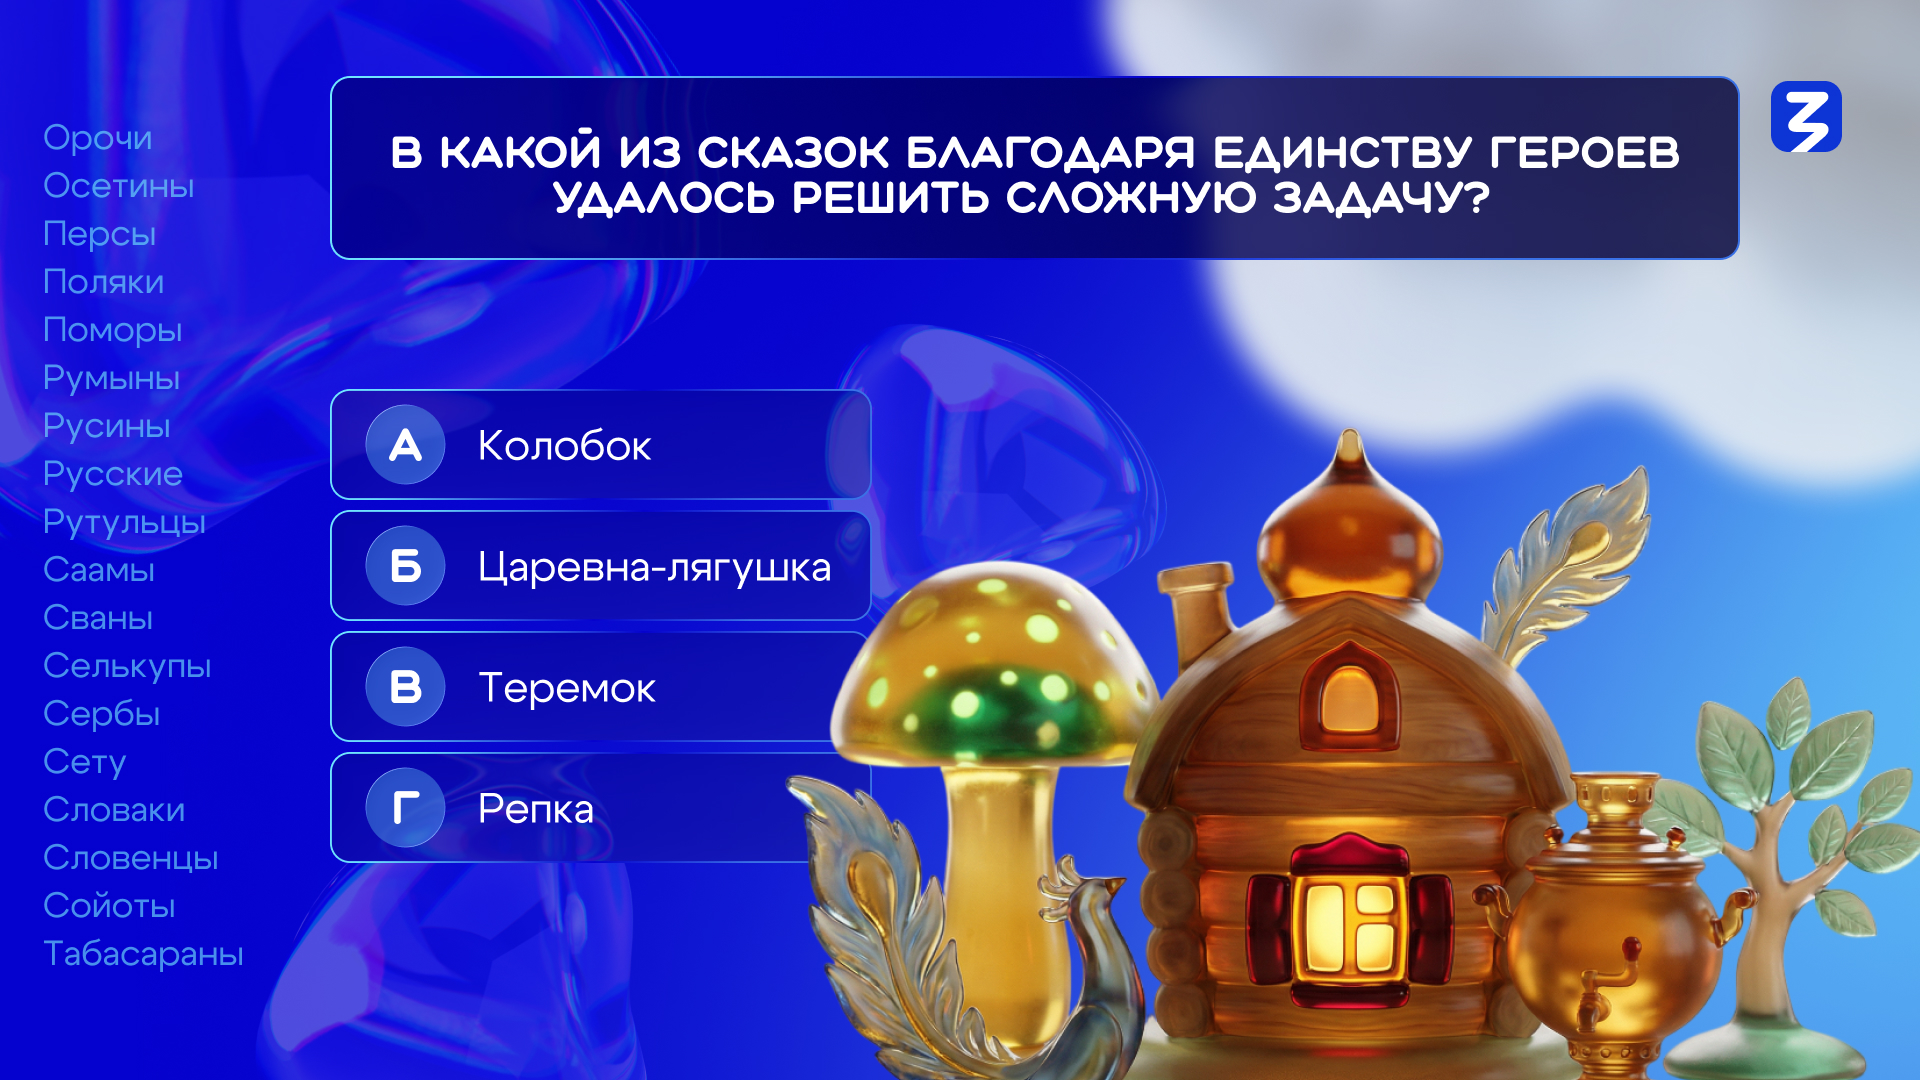 В КАКОЙ ИЗ СКАЗОК БЛАГОДАРЯ ЕДИНСТВУ ГЕРОЕВ
УДАЛОСЬ РЕШИТЬ СЛОЖНУЮ ЗАДАЧУ?
А Колобок
Б Царевна-лягушка
В Теремок
Г Репка
Орочи
Осетины
Персы
Поляки
Поморы
Румыны
Русины
Русские
Рутульцы
Саамы
Сваны
Селькупы
Сербы
Сету
Словаки
Словенцы
Сойоты
Табасараны